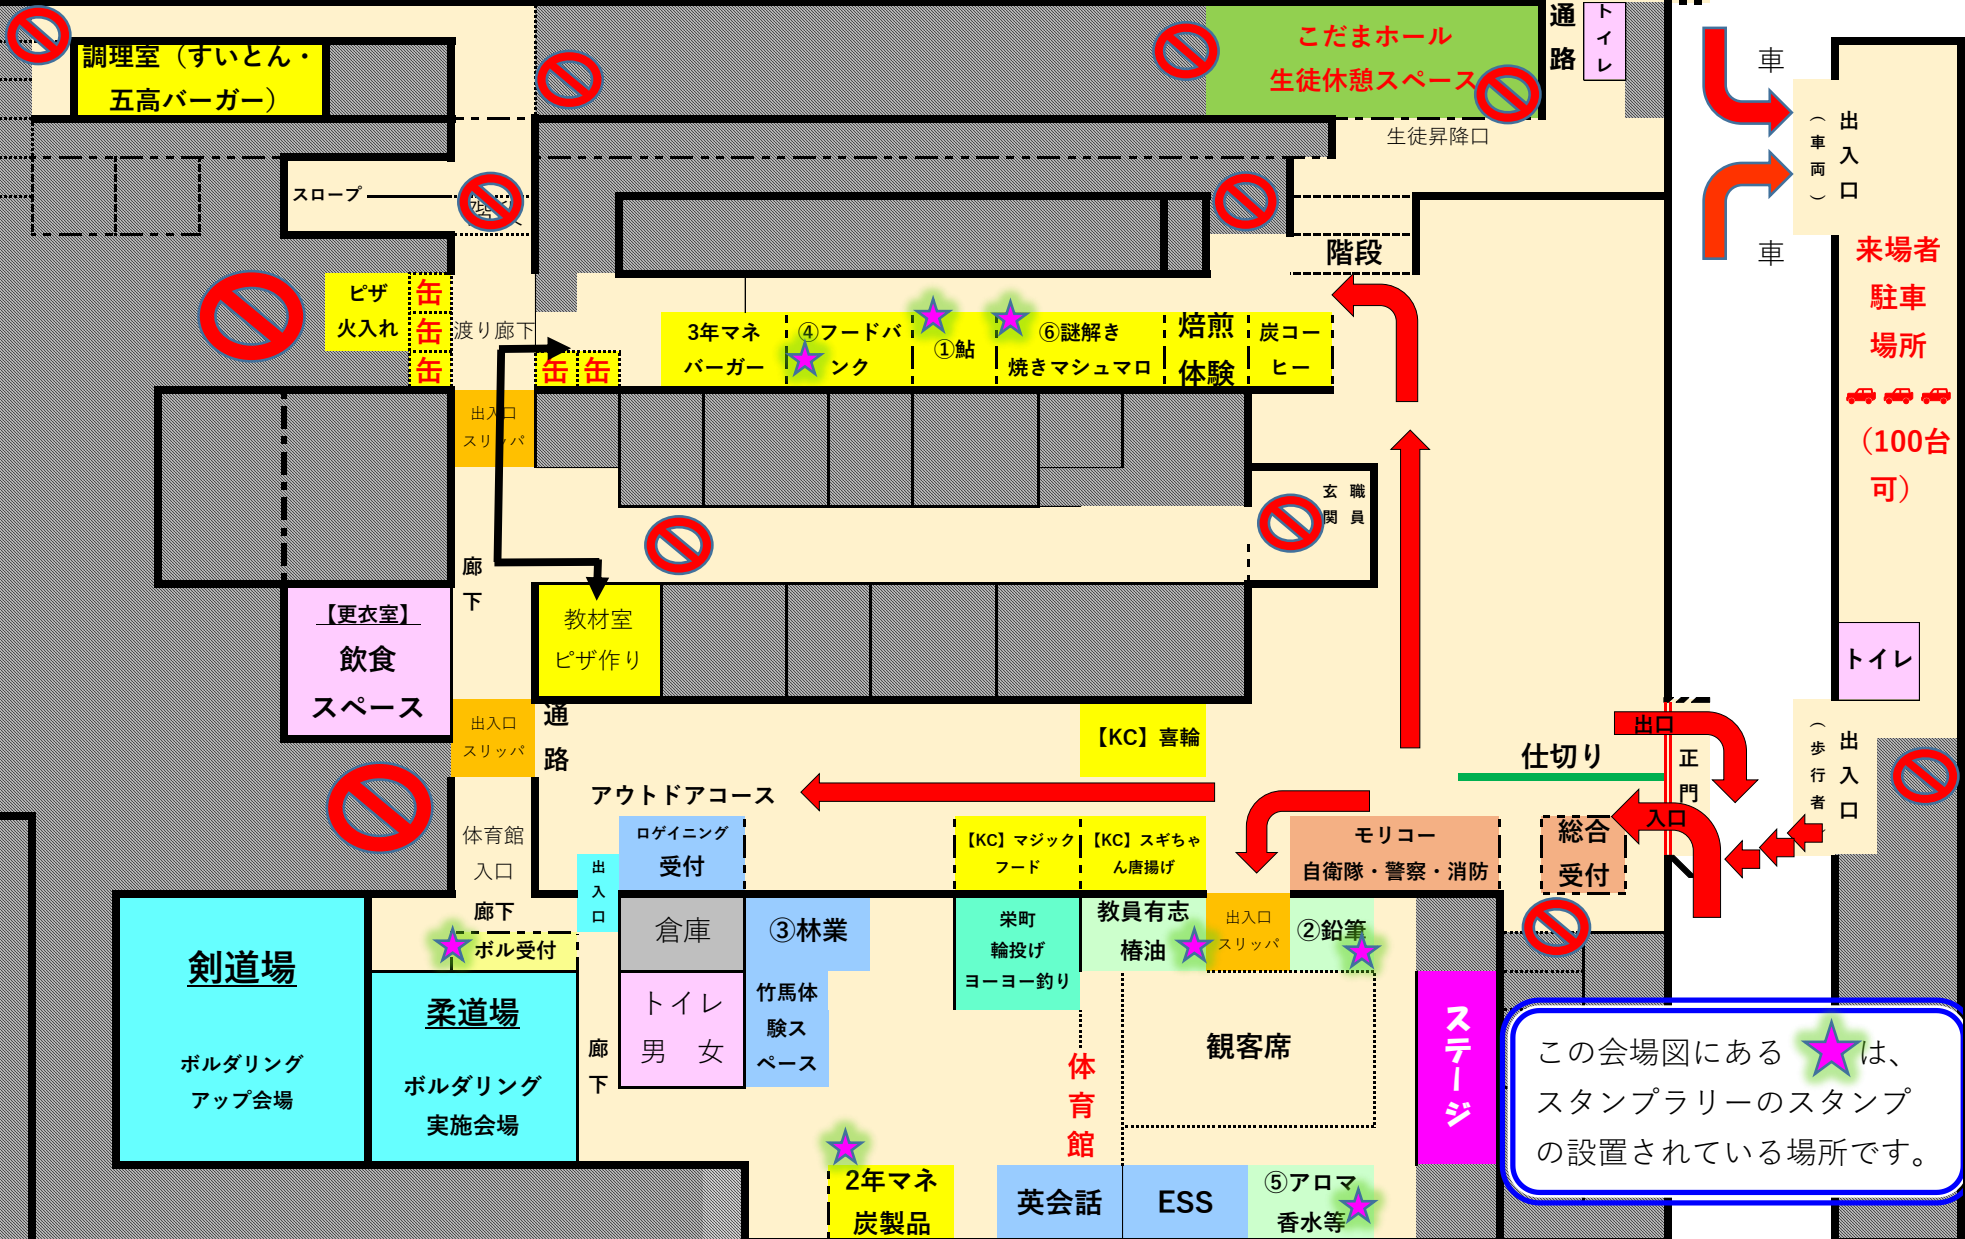 調理室（すいとん・
五高バーガー）
こだまホール
生徒休憩スペース
通路
トイレ
生徒昇降口
車
車
出入口
（車両）
来場者
駐車
場所
（100台
可）
スロープ
階段
ピザ
火入れ
缶
缶
缶
渡り廊下
缶
缶
3年マネ
バーガー
④フードバ
ンク
①鮎
⑥謎解き
焼きマシュマロ
焙煎
体験
炭コー
ヒー
出入口
スリッパ
職員
玄関
廊下
【更衣室】
飲食
スペース
教材室
ピザ作り
トイレ
出入口
スリッパ
通路
【KC】喜輪
出口
仕切り
正門
入口
出入口
（歩行者）
アウトドアコース
体育館
入口
ロゲイニング
受付
出入口
【KC】マジック
フード
【KC】スギちゃ
ん唐揚げ
モリコー
自衛隊・警察・消防
総合
受付
廊下
ボル受付
倉庫
③林業
栄町
輪投げ
ヨーヨー釣り
教員有志
椿油
出入口
スリッパ
②鉛筆
剣道場
ボルダリング
アップ会場
柔道場
ボルダリング
実施会場
廊下
トイレ
男　女
竹馬体
験ス
ペース
体育館
観客席
ステージ
2年マネ
炭製品
英会話
ESS
⑤アロマ
香水等
この会場図にある　は、
スタンプラリーのスタンプ
の設置されている場所です。